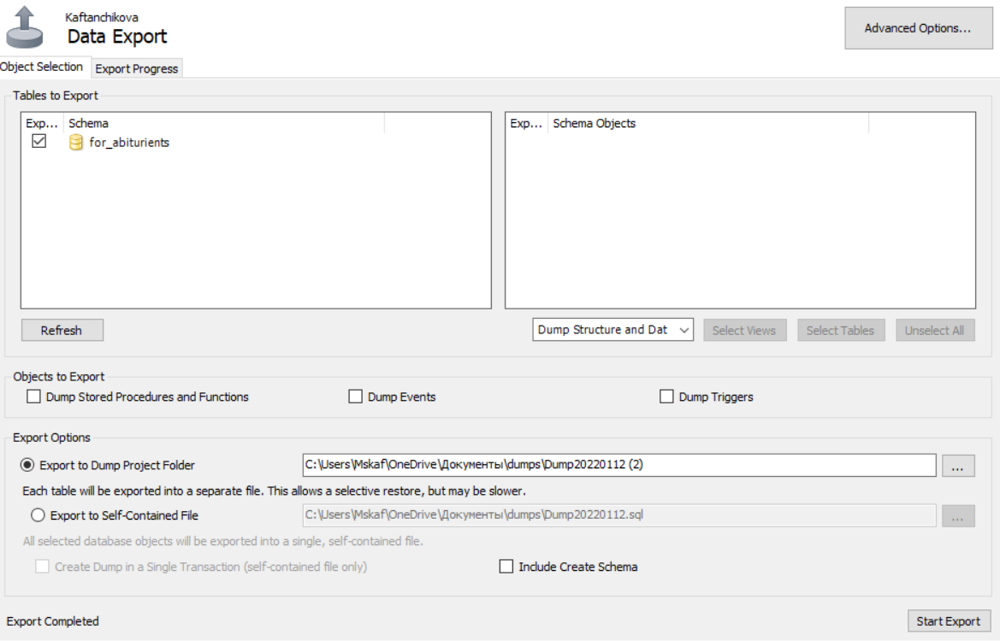 Kaftanchikova
Data Export
Advanced Options...
Object Selection Export Progress
Tables to Export
Exp... Schema
for_abiturients
Exp... Schema Objects
Refresh
Dump Structure and Dat
Select Views
Select Tables
Unselect All
Objects to Export
Dump Stored Procedures and Functions
Dump Events
Dump Triggers
Export Options
Export to Dump Project Folder
C:\Users\Mskaf\OneDrive\Документы\dumps\Dump20220112 (2)
...
Each table will be exported into a separate file. This allows a selective restore, but may be slower.
Export to Self-Contained File
C:\Users\Mskaf\OneDrive\Документы\dumps\Dump20220112.sql
...
All selected database objects will be exported into a single, self-contained file.
Create Dump in a Single Transaction (self-contained file only)
Include Create Schema
Export Completed
Start Export